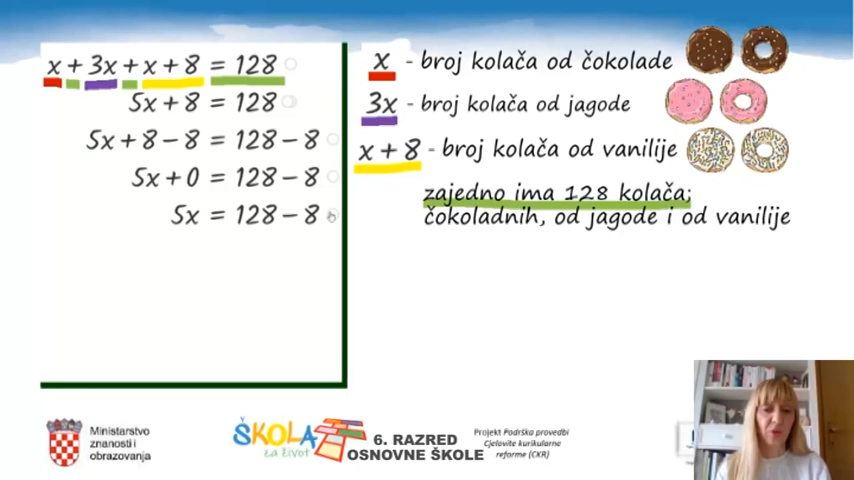 x + 3x + x + 8 = 128
5x + 8 = 128
5x + 8 − 8 = 128 − 8
5x + 0 = 128 − 8
5x = 128 − 8
x - broj kolača od čokolade
3x - broj kolača od jagode
x + 8 - broj kolača od vanilije
zajedno ima 128 kolača;
čokoladnih, od jagode i od vanilije
Ministarstvo
znanosti i
obrazovanja
ŠKOLA
za život
6. RAZRED
OSNOVNE ŠKOLE
Projekt Podrška provedbi
Cjelovite kurikularne
reforme (CKR)